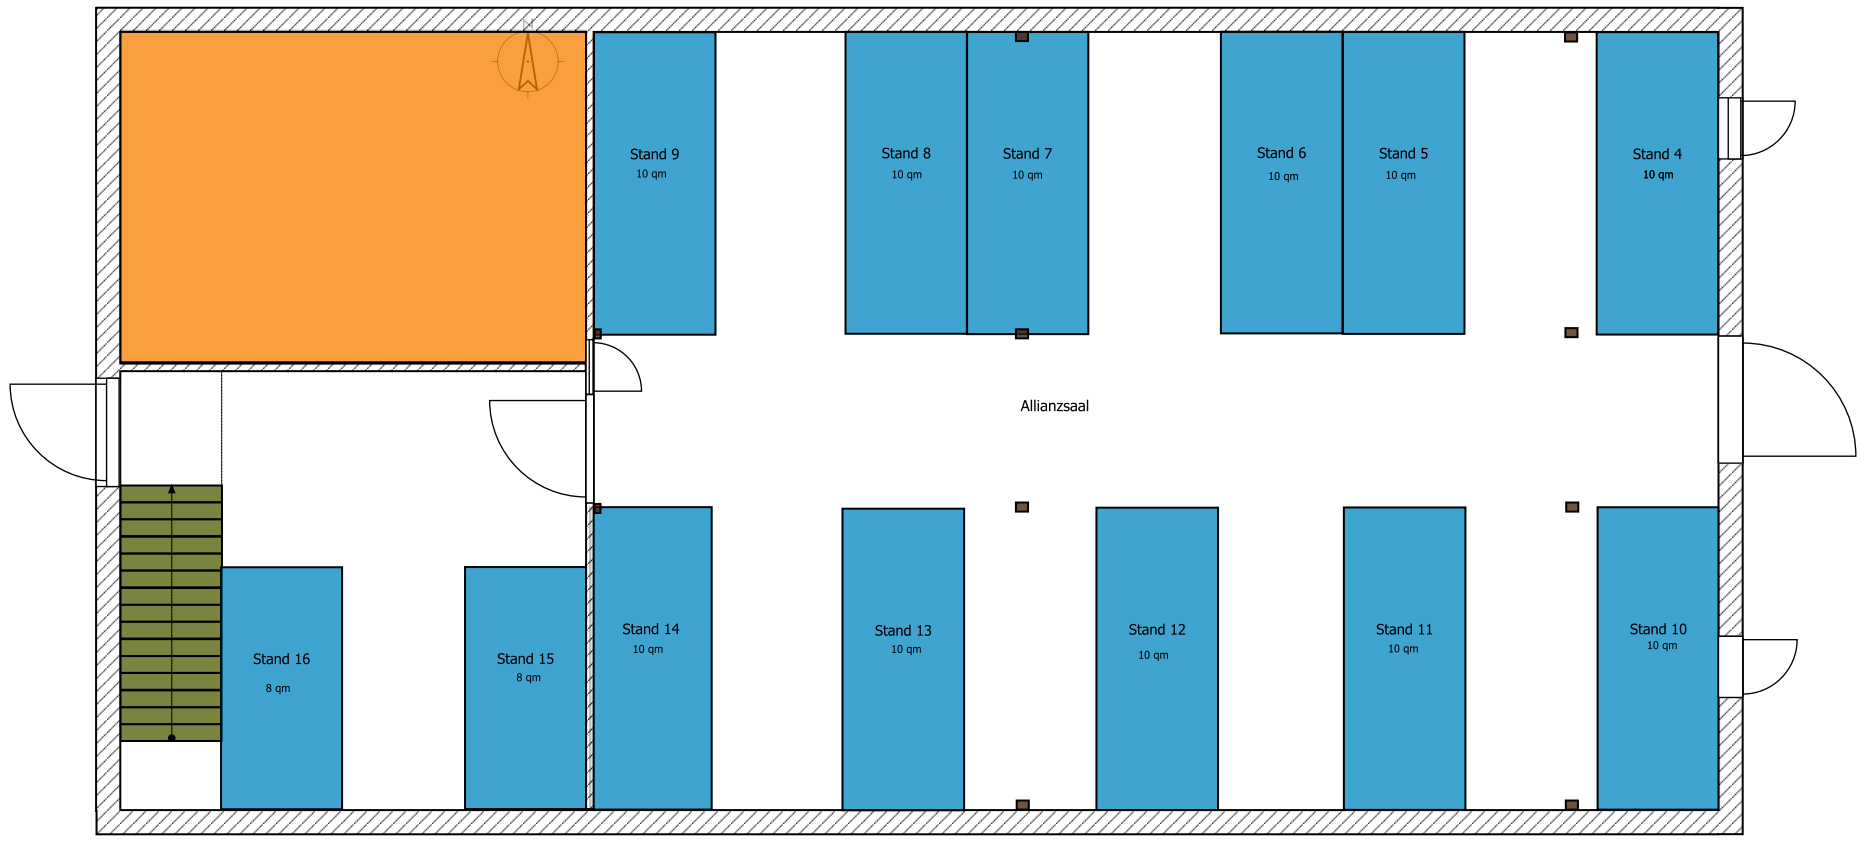 N
Stand 9
10 qm
Stand 8
10 qm
Stand 7
10 qm
Stand 6
10 qm
Stand 5
10 qm
Stand 4
10 qm
Allianzsaal
Stand 16
8 qm
Stand 15
8 qm
Stand 14
10 qm
Stand 13
10 qm
Stand 12
10 qm
Stand 11
10 qm
Stand 10
10 qm